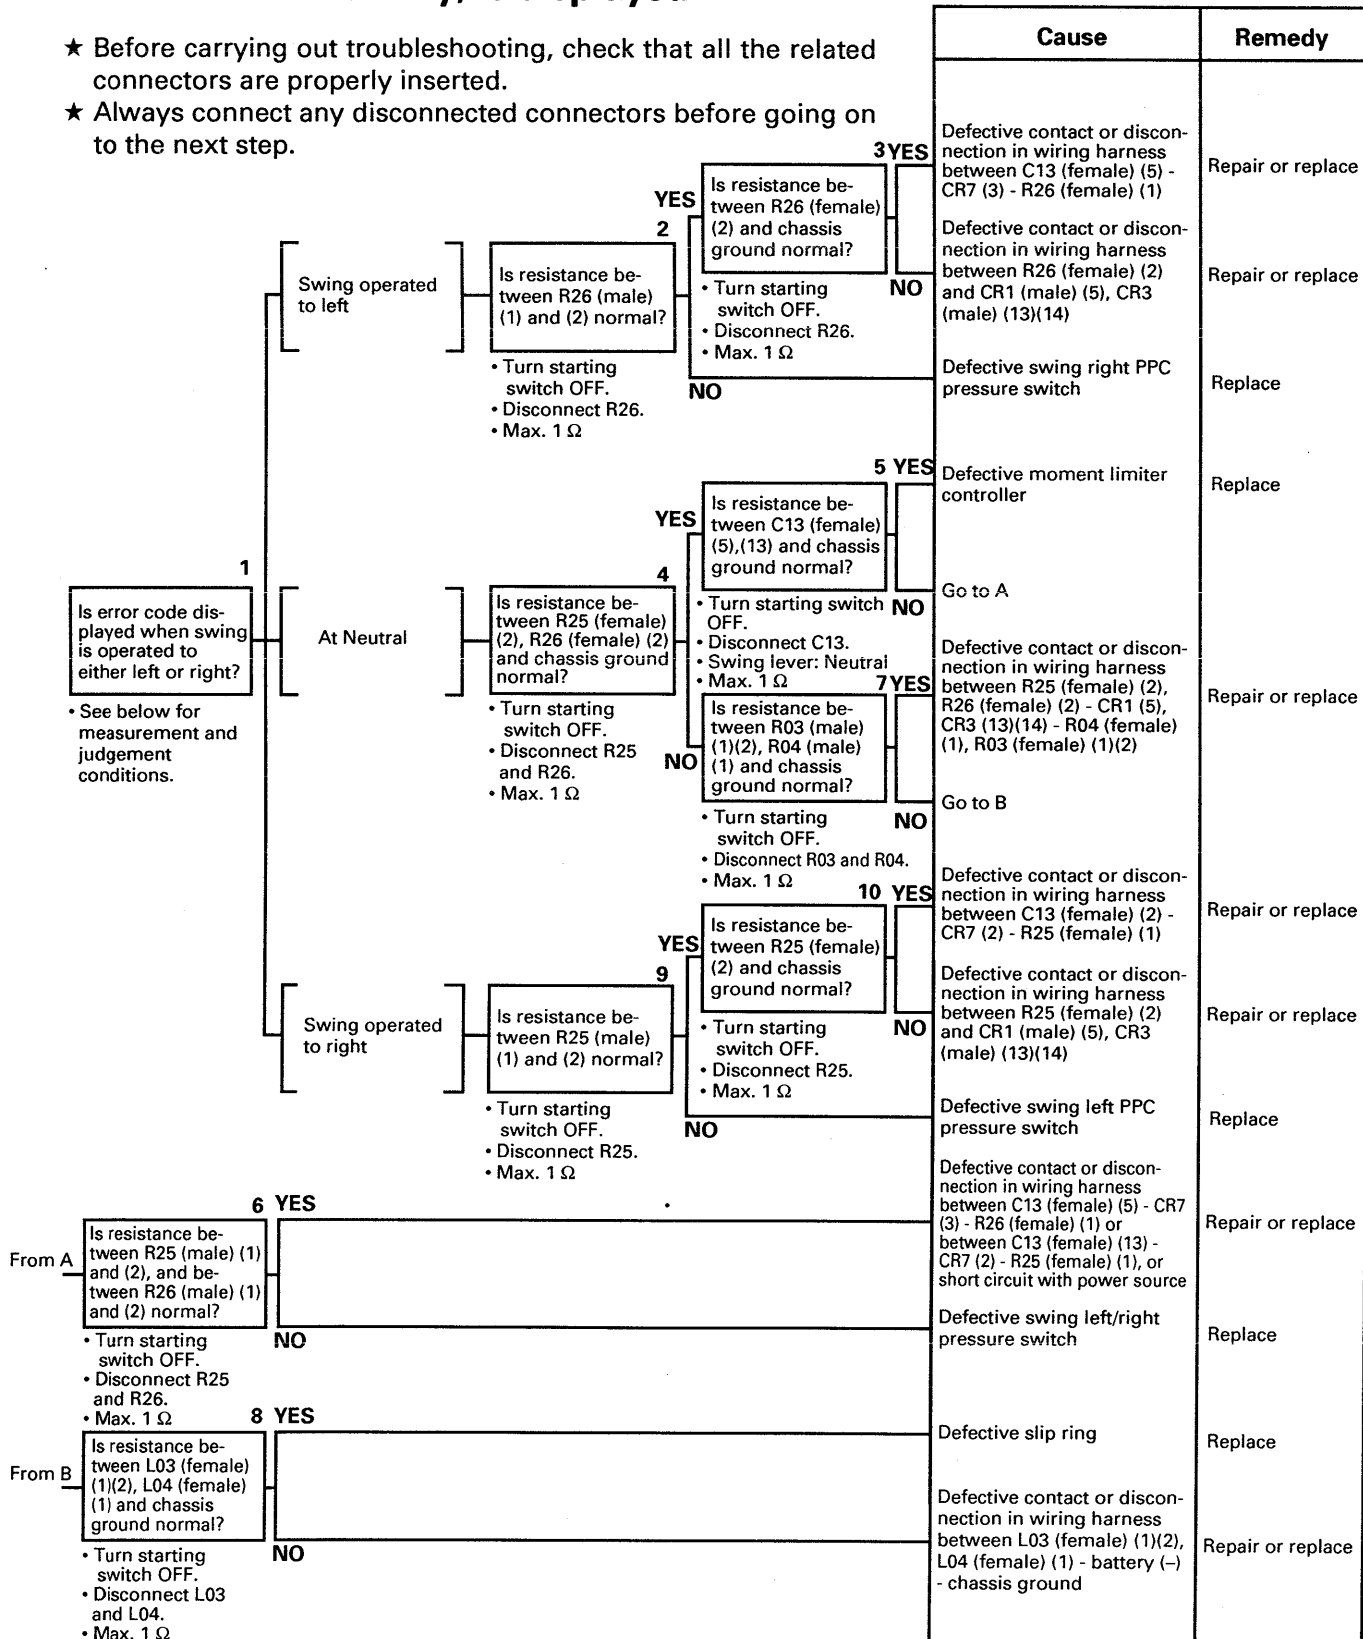 ★ Before carrying out troubleshooting, check that all the related
connectors are properly inserted.
★ Always connect any disconnected connectors before going on
to the next step.
Cause
Remedy
1
Is error code dis-
played when swing
is operated to
either left or right?
• See below for
measurement and
judgement
conditions.
Swing operated
to left
2
Is resistance be-
tween R26 (male)
(1) and (2) normal?
• Turn starting
switch OFF.
• Disconnect R26.
• Max. 1 Ω
YES
NO
3 YES
Is resistance be-
tween R26 (female)
(2) and chassis
ground normal?
NO
• Turn starting
switch OFF.
• Disconnect R26.
• Max. 1 Ω
Defective contact or discon-
nection in wiring harness
between C13 (female) (5) -
CR7 (3) - R26 (female) (1)
Repair or replace
Defective contact or discon-
nection in wiring harness
between R26 (female) (2)
and CR1 (male) (5), CR3
(male) (13)(14)
Repair or replace
Defective swing right PPC
pressure switch
Replace
At Neutral
4
Is resistance be-
tween R25 (female)
(2), R26 (female) (2)
and chassis ground
normal?
• Turn starting
switch OFF.
• Disconnect R25
and R26.
• Max. 1 Ω
YES
NO
5 YES
Is resistance be-
tween C13 (female)
(5),(13) and chassis
ground normal?
NO
• Turn starting switch
OFF.
• Disconnect C13.
• Swing lever: Neutral
• Max. 1 Ω
Defective moment limiter
controller
Replace
Go to A
7 YES
Is resistance be-
tween R03 (male)
(1)(2), R04 (male)
(1) and chassis
ground normal?
NO
• Turn starting
switch OFF.
• Disconnect R03 and R04.
• Max. 1 Ω
Defective contact or discon-
nection in wiring harness
between R25 (female) (2),
R26 (female) (2) - CR1 (5),
CR3 (13)(14) - R04 (female)
(1), R03 (female) (1)(2)
Repair or replace
Go to B
Swing operated
to right
9
Is resistance be-
tween R25 (male)
(1) and (2) normal?
• Turn starting
switch OFF.
• Disconnect R25.
• Max. 1 Ω
YES
NO
10 YES
Is resistance be-
tween R25 (female)
(2) and chassis
ground normal?
NO
• Turn starting
switch OFF.
• Disconnect R25.
• Max. 1 Ω
Defective contact or discon-
nection in wiring harness
between C13 (female) (2) -
CR7 (2) - R25 (female) (1)
Repair or replace
Defective contact or discon-
nection in wiring harness
between R25 (female) (2)
and CR1 (male) (5), CR3
(male) (13)(14)
Repair or replace
Defective swing left PPC
pressure switch
Replace
From A
6 YES
Is resistance be-
tween R25 (male) (1)
and (2), and be-
tween R26 (male) (1)
and (2) normal?
NO
• Turn starting
switch OFF.
• Disconnect R25
and R26.
• Max. 1 Ω
Defective contact or discon-
nection in wiring harness
between C13 (female) (5) - CR7
(3) - R26 (female) (1) or
between C13 (female) (13) -
CR7 (2) - R25 (female) (1), or
short circuit with power source
Repair or replace
Defective swing left/right
pressure switch
Replace
From B
8 YES
Is resistance be-
tween L03 (female)
(1)(2), L04 (female)
(1) and chassis
ground normal?
NO
• Turn starting
switch OFF.
• Disconnect L03
and L04.
• Max. 1 Ω
Defective slip ring
Replace
Defective contact or discon-
nection in wiring harness
between L03 (female) (1)(2),
L04 (female) (1) - battery (–)
- chassis ground
Repair or replace